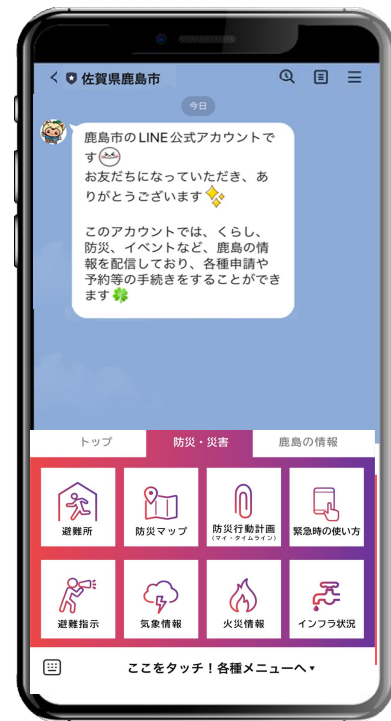 佐賀県鹿島市
今日
鹿島市のLINE公式アカウントで
す
お友だちになっていただき、あ
りがとうございます
このアカウントでは、くらし、
防災、イベントなど、鹿島の情
報を配信しており、各種申請や
予約等の手続きをすることができ
ます
トップ
防災・災害
鹿島の情報
避難所
防災マップ
防災行動計画
(マイ・タイムライン)
緊急時の使い方
避難指示
気象情報
火災情報
インフラ状況
ここをタッチ！各種メニューへ▾